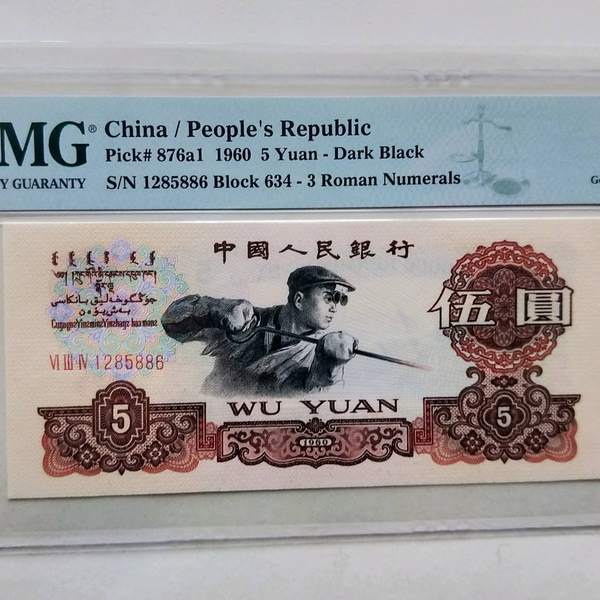 MG® China / People's Republic
Pick# 876a1 1960 5 Yuan - Dark Black
Y GUARANTY S/N 1285886 Block 634 - 3 Roman Numerals
中國人民銀行
VI III IV 1285886
伍圓
WU YUAN
5
1960
5